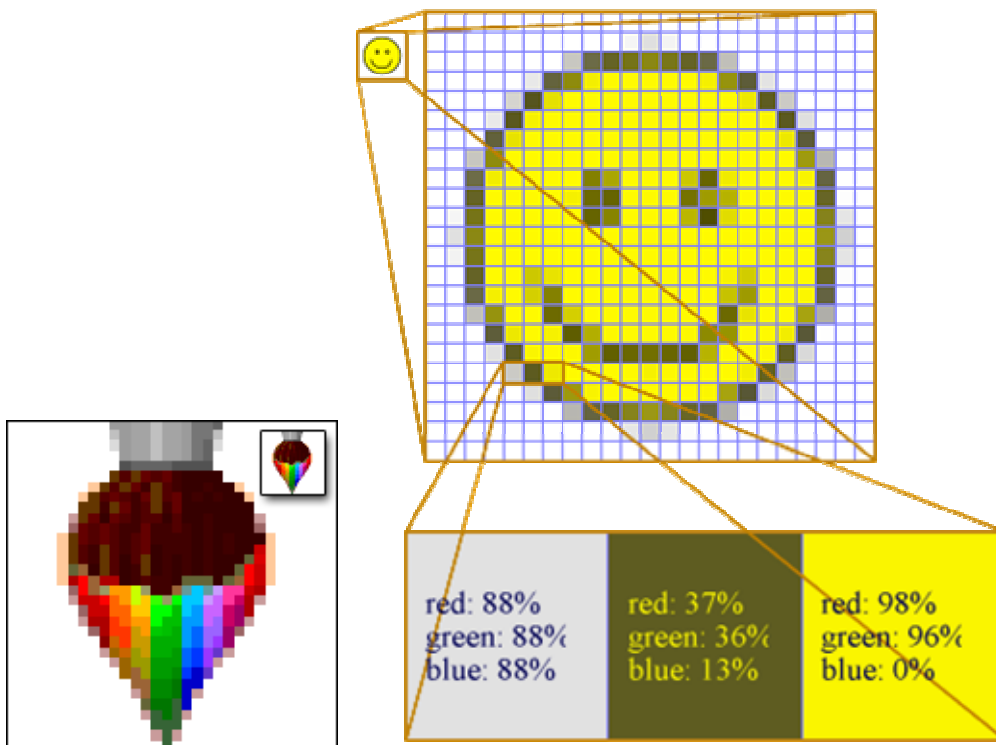 red: 88%
green: 88%
blue: 88%
red: 37%
green: 36%
blue: 13%
red: 98%
green: 96%
blue: 0%